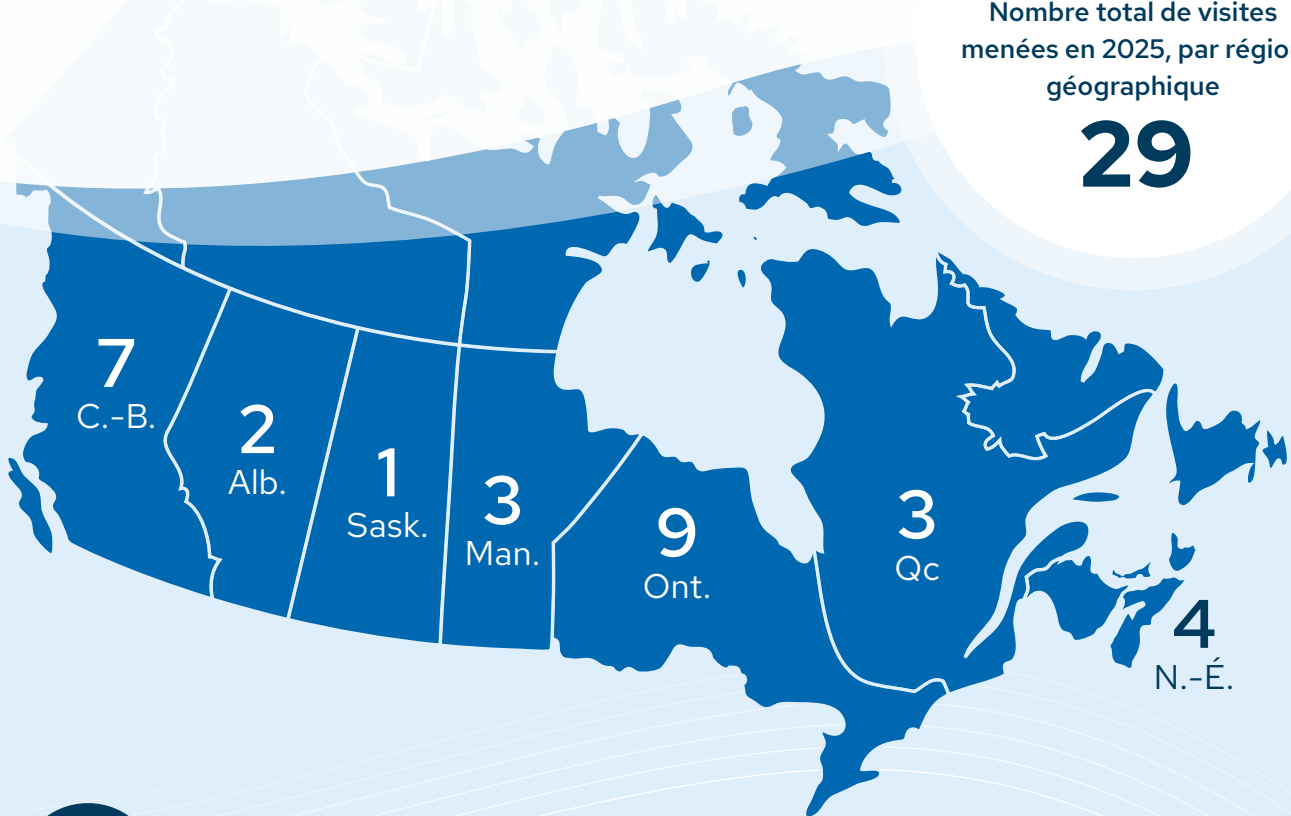 Nombre total de visites
menées en 2025, par régio
géographique
29
7
C.-B.
2
Alb.
1
Sask.
3
Man.
9
Ont.
3
Qc
4
N.-É.